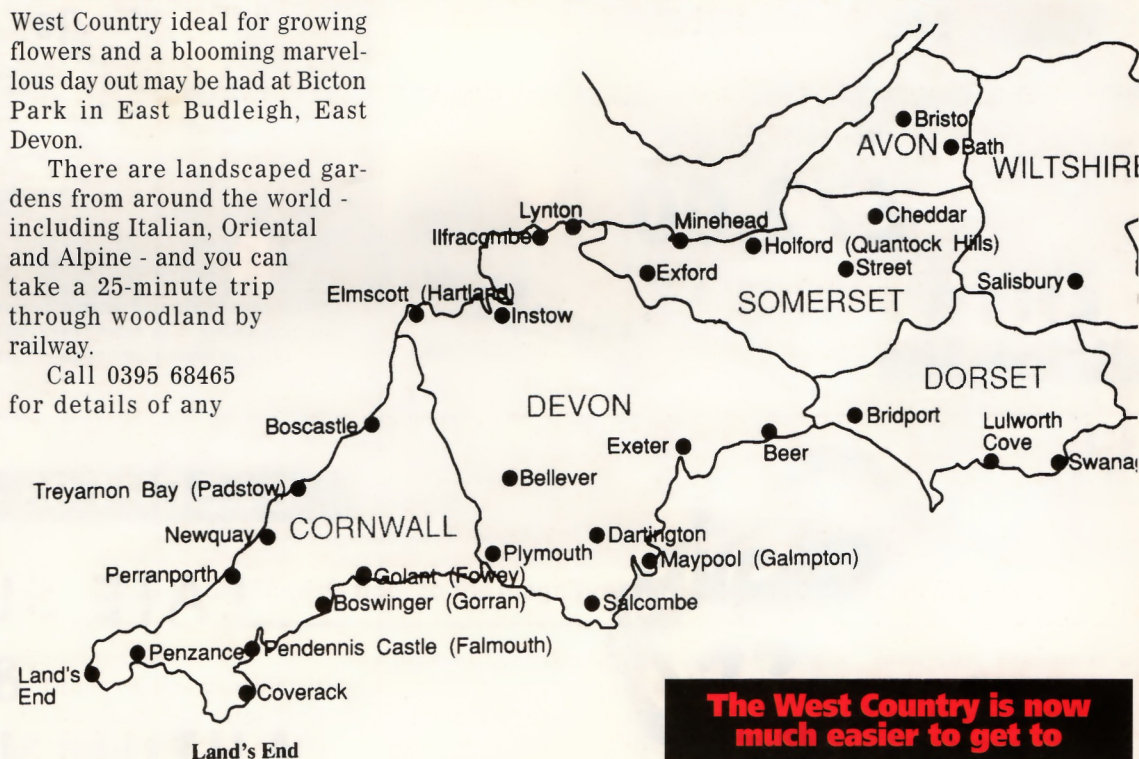 West Country ideal for growing
flowers and a blooming marvel-
lous day out may be had at Bicton
Park in East Budleigh, East
Devon.
There are landscaped gar-
dens from around the world -
including Italian, Oriental
and Alpine - and you can
take a 25-minute trip
through woodland by
railway.
Call 0395 68465
for details of any
Bristol
AVON
Bath
WILTSHIRE
Lynton
Minehead
Cheddar
Ilfracombe
Holford (Quantock Hills)
Exford
Street
Salisbury
Elmscott (Hartland)
Instow
SOMERSET
DORSET
DEVON
Boscastle
Bridport
Exeter
Beer
Lulworth
Cove
Swanag
Bellever
Treyarnon Bay (Padstow)
Newquay
CORNWALL
Dartington
Plymouth
Maypool (Galmpton)
Perranporth
Golant (Fowey)
Boswinger (Gorran)
Salcombe
Penzance
Pendennis Castle (Falmouth)
Land's
End
Coverack
Land's End
The West Country is now
much easier to get to